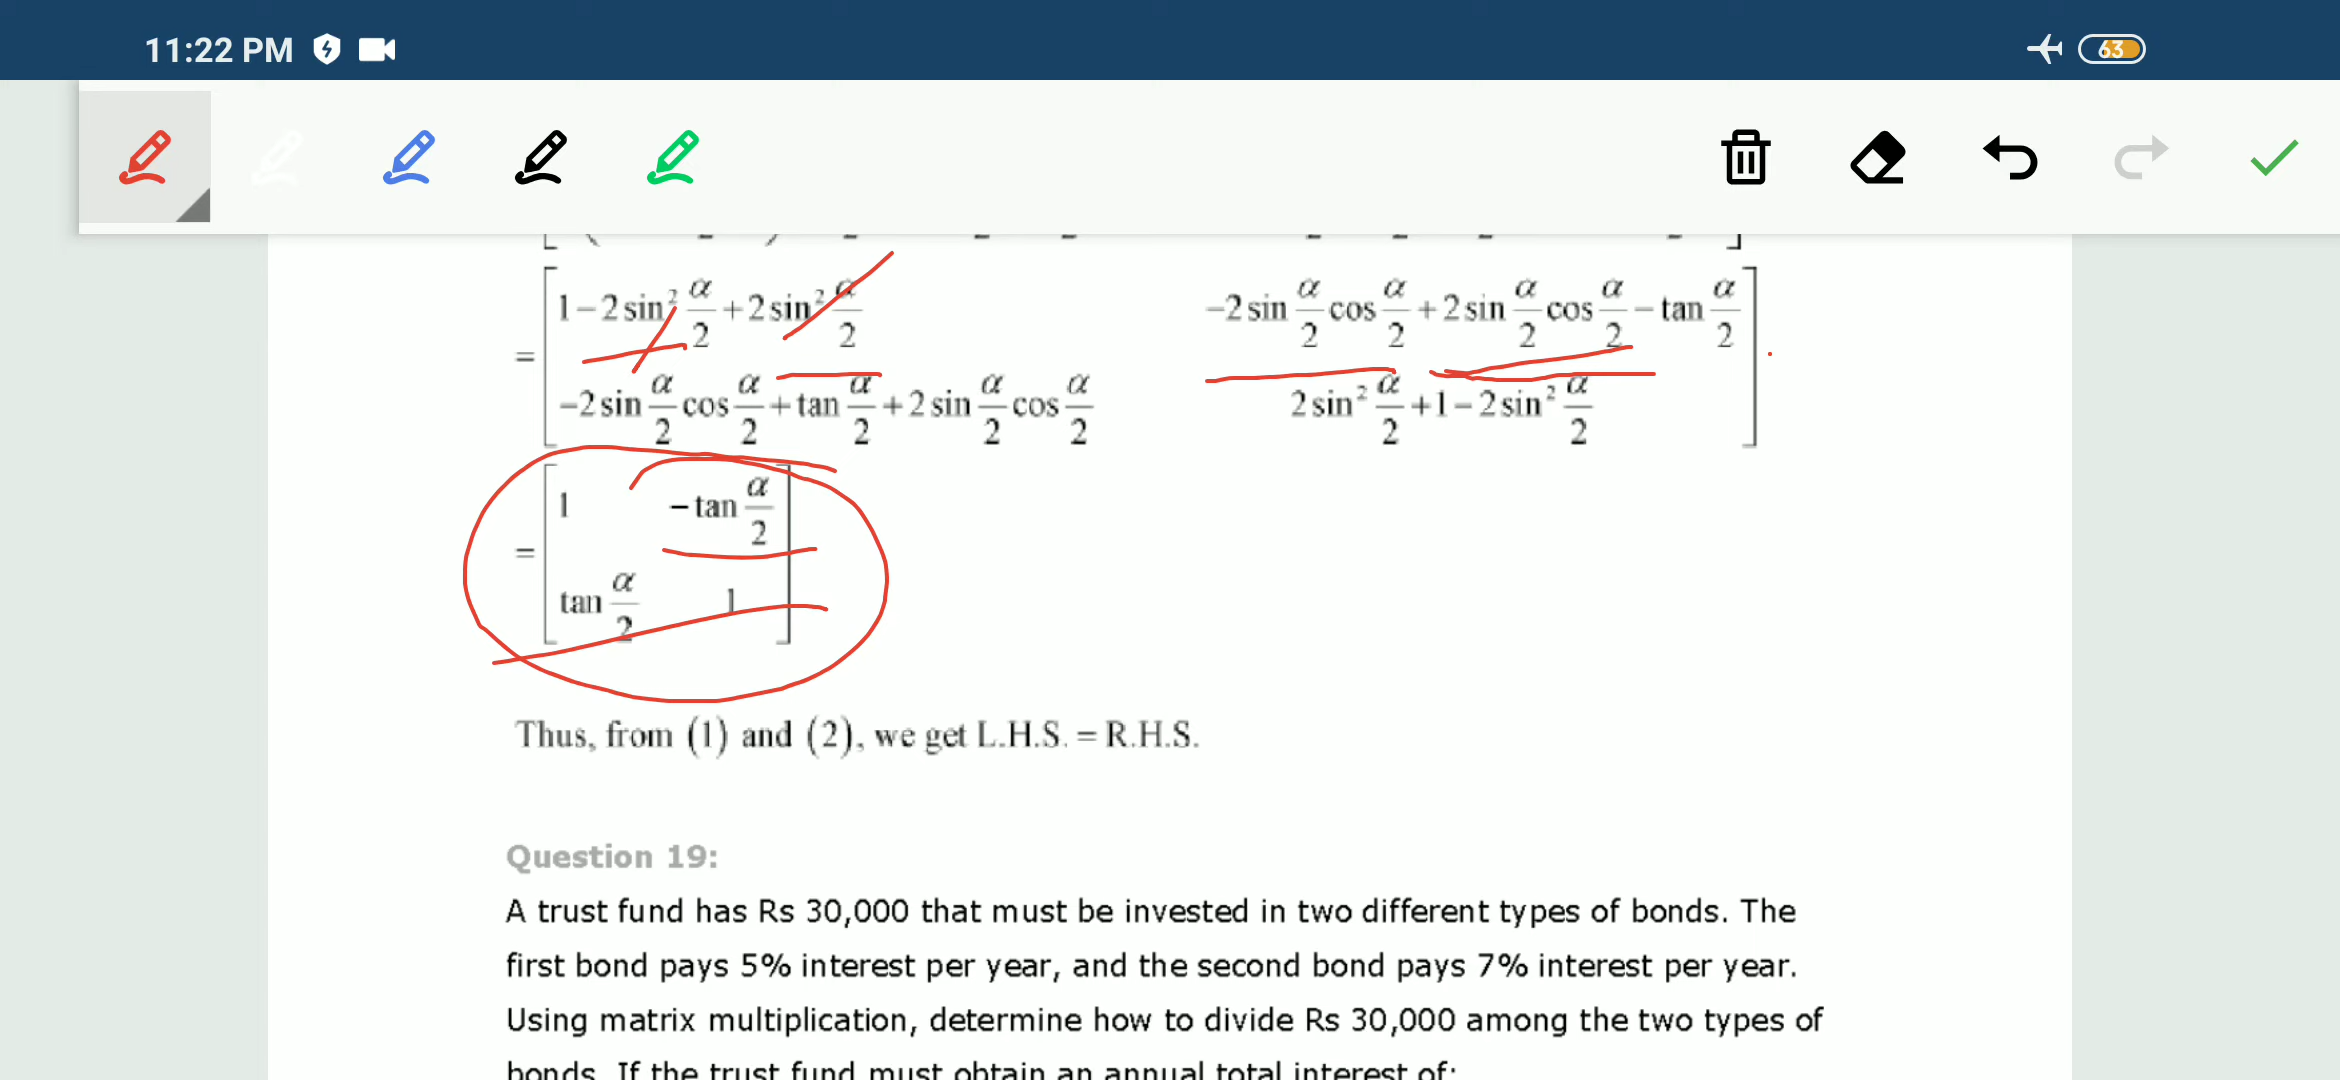 11:22 PM 63
= [ 1 − 2 sin² α/2 + 2 sin² α/2   −2 sin α/2 cos α/2 + 2 sin α/2 cos α/2 − tan α/2
−2 sin α/2 cos α/2 + tan α/2 + 2 sin α/2 cos α/2   2 sin² α/2 + 1 − 2 sin² α/2 ]
= [ 1   −tan α/2
tan α/2   1 ]
Thus, from (1) and (2), we get L.H.S. = R.H.S.
Question 19:
A trust fund has Rs 30,000 that must be invested in two different types of bonds. The
first bond pays 5% interest per year, and the second bond pays 7% interest per year.
Using matrix multiplication, determine how to divide Rs 30,000 among the two types of
bonds. If the trust fund must obtain an annual total interest of: